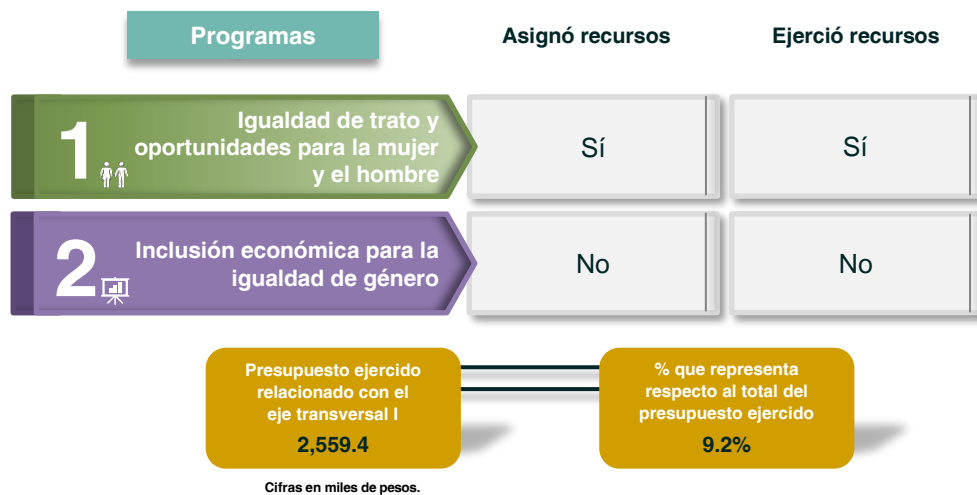 Programas
Asignó recursos
Ejerció recursos
1
Igualdad de trato y
oportunidades para la mujer
y el hombre
Sí
Sí
2
Inclusión económica para la
igualdad de género
No
No
Presupuesto ejercido
relacionado con el
eje transversal I
2,559.4
% que representa
respecto al total del
presupuesto ejercido
9.2%
Cifras en miles de pesos.